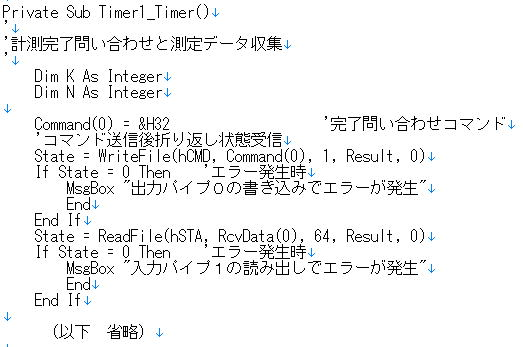 Private Sub Timer1_Timer()↓
'↓
'計測完了問い合わせと測定データ収集↓
'↓
Dim K As Integer↓
Dim N As Integer↓
↓
Command(0) = &H32 '完了問い合わせコマンド↓
'コマンド送信後折り返し状態受信↓
State = WriteFile(hCMD, Command(0), 1, Result, 0)↓
If State = 0 Then 'エラー発生時↓
MsgBox "出力パイプ０の書き込みでエラーが発生"↓
End↓
End If↓
State = ReadFile(hSTA, RcvData(0), 64, Result, 0)↓
If State = 0 Then 'エラー発生時↓
MsgBox "入力パイプ１の読み出しでエラーが発生"↓
End↓
End If↓
↓
（以下　省略）↓
↓